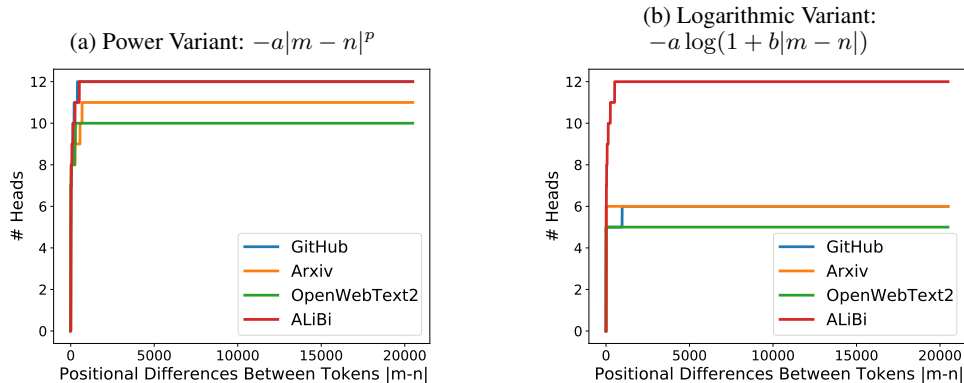 (a) Power Variant: −a|m − n|^p
12
10
8
6
4
2
0
# Heads
GitHub
Arxiv
OpenWebText2
ALiBi
0 5000 10000 15000 20000
Positional Differences Between Tokens |m-n|
(b) Logarithmic Variant:
−a log(1 + b|m − n|)
12
10
8
6
4
2
0
# Heads
GitHub
Arxiv
OpenWebText2
ALiBi
0 5000 10000 15000 20000
Positional Differences Between Tokens |m-n|